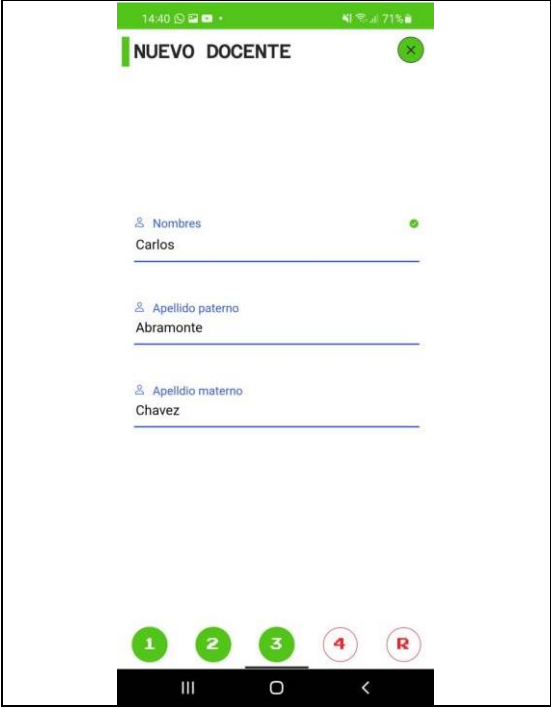 14:40 71%
NUEVO DOCENTE
Nombres
Carlos
Apellido paterno
Abramonte
Apelldio materno
Chavez
1 2 3 4 R